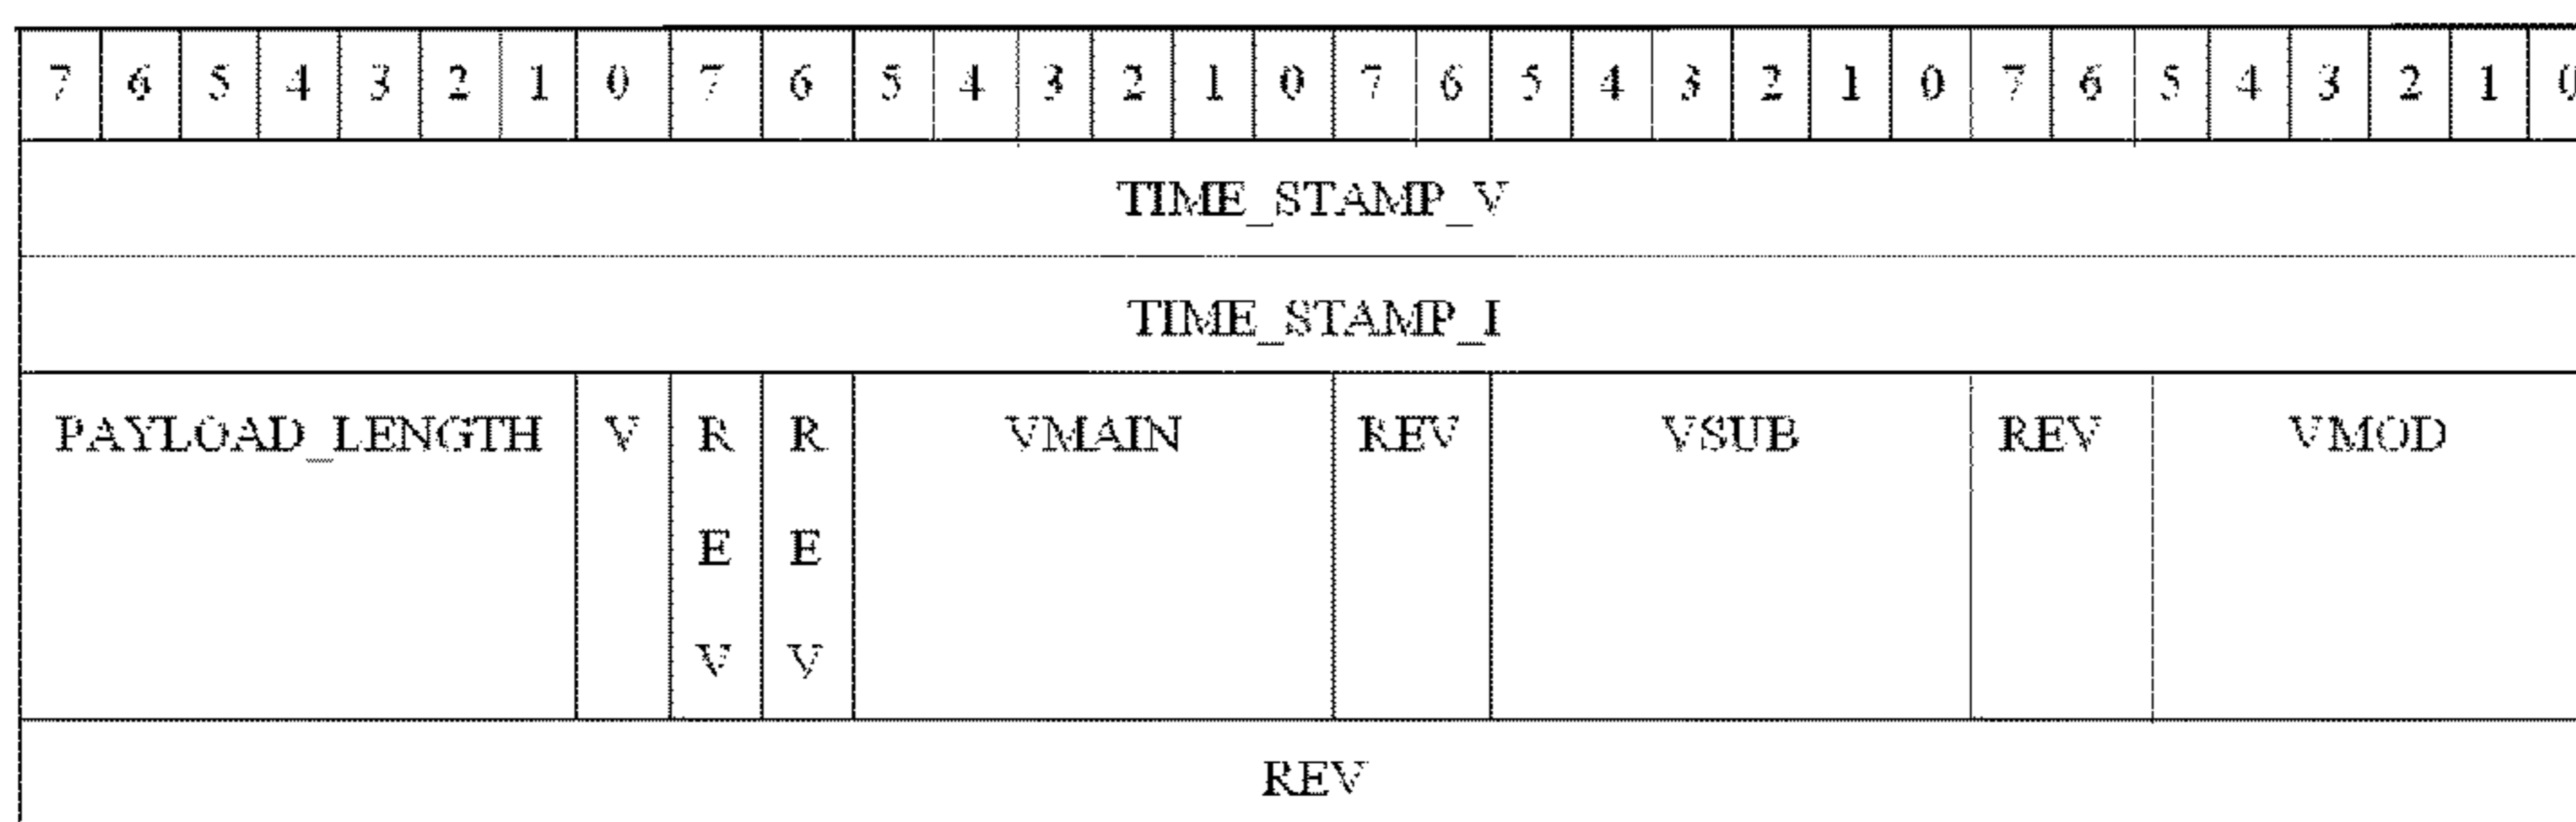 7 6 5 4 3 2 1 0 7 6 5 4 3 2 1 0 7 6 5 4 3 2 1 0 7 6 5 4 3 2 1 0
TIME_STAMP_V
TIME_STAMP_I
PAYLOAD_LENGTH V R R VMAIN REV VSUB REV VMOD
E E
V V
REV